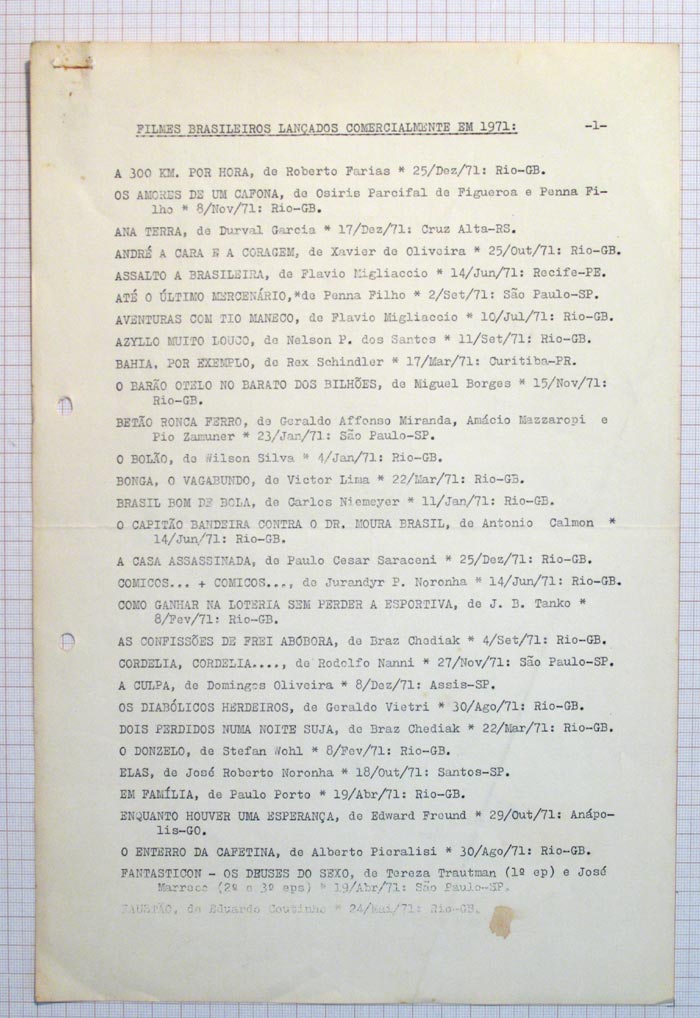 FILMES BRASILEIROS LANÇADOS COMERCIALMENTE EM 1971: -1-
A 300 KM. POR HORA, de Roberto Farias * 25/Dez/71: Rio-GB.
OS AMORES DE UM CAFONA, de Osiris Parcifal de Figueroa e Penna Fi-
lho * 8/Nov/71: Rio-GB.
ANA TERRA, de Durval Garcia * 17/Dez/71: Cruz Alta-RS.
ANDRÉ A CARA E A CORAGEM, de Xavier de Oliveira * 25/Out/71: Rio-GB.
ASSALTO A BRASILEIRA, de Flavio Migliaccio * 14/Jun/71: Recife-PE.
ATÉ O ÚLTIMO MERCENÁRIO,*de Penna Filho * 2/Set/71: São Paulo-SP.
AVENTURAS COM TIO MANECO, de Flavio Migliaccio * 10/Jul/71: Rio-GB.
AZYLLO MUITO LOUCO, de Nelson P. dos Santos * 11/Set/71: Rio-GB.
BAHIA, POR EXEMPLO, de Rex Schindler * 17/Mar/71: Curitiba-PR.
O BARÃO OTELO NO BARATO DOS BILHÕES, de Miguel Borges * 15/Nov/71:
Rio-GB.
BETÃO RONCA FERRO, de Geraldo Affonso Miranda, Amácio Mazzaropi e
Pio Zamuner * 23/Jan/71: São Paulo-SP.
O BOLÃO, de Wilson Silva * 4/Jan/71: Rio-GB.
BONGA, O VAGABUNDO, de Victor Lima * 22/Mar/71: Rio-GB.
BRASIL BOM DE BOLA, de Carlos Niemeyer * 11/Jan/71: Rio-GB.
O CAPITÃO BANDEIRA CONTRA O DR. MOURA BRASIL, de Antonio Calmon *
14/Jun/71: Rio-GB.
A CASA ASSASSINADA, de Paulo Cesar Saraceni * 25/Dez/71: Rio-GB.
COMICOS... + COMICOS..., de Jurandyr P. Noronha * 14/Jun/71: Rio-GB.
COMO GANHAR NA LOTERIA SEM PERDER A ESPORTIVA, de J. B. Tanko *
8/Fev/71: Rio-GB.
AS CONFISSÕES DE FREI ABÓBORA, de Braz Chediak * 4/Set/71: Rio-GB.
CORDELIA, CORDELIA...., de Rodolfo Nanni * 27/Nov/71: São Paulo-SP.
A CULPA, de Domingos Oliveira * 8/Dez/71: Assis-SP.
OS DIABÓLICOS HERDEIROS, de Geraldo Vietri * 30/Ago/71: Rio-GB.
DOIS PERDIDOS NUMA NOITE SUJA, de Braz Chediak * 22/Mar/71: Rio-GB.
O DONZELO, de Stefan Wohl * 8/Fev/71: Rio-GB.
ELAS, de José Roberto Noronha * 18/Out/71: Santos-SP.
EM FAMÍLIA, de Paulo Porto * 19/Abr/71: Rio-GB.
ENQUANTO HOUVER UMA ESPERANÇA, de Edward Freund * 29/Out/71: Anápo-
lis-GO.
O ENTERRO DA CAFETINA, de Alberto Pieralisi * 30/Ago/71: Rio-GB.
FANTASTICON - OS DEUSES DO SEXO, de Tereza Trautman (1º ep) e José
Marreco (2º e 3º eps) * 19/Abr/71: São Paulo-SP.
FAUSTÃO, de Eduardo Coutinho * 24/Mai/71: Rio-GB.